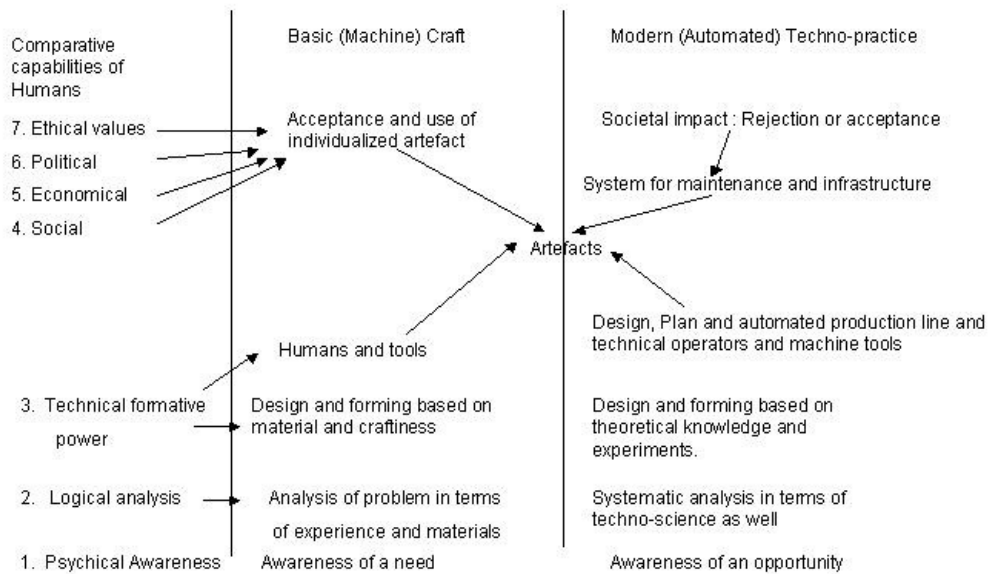 Comparative
capabilities of
Humans
7. Ethical values
6. Political
5. Economical
4. Social
3. Technical formative
power
2. Logical analysis
1. Psychical Awareness
Basic (Machine) Craft
Acceptance and use of
individualized artefact
Humans and tools
Design and forming based on
material and craftiness
Analysis of problem in terms
of experience and materials
Awareness of a need
Artefacts
Modern (Automated) Techno-practice
Societal impact : Rejection or acceptance
System for maintenance and infrastructure
Design, Plan and automated production line and
technical operators and machine tools
Design and forming based on
theoretical knowledge and
experiments.
Systematic analysis in terms of
techno-science as well
Awareness of an opportunity